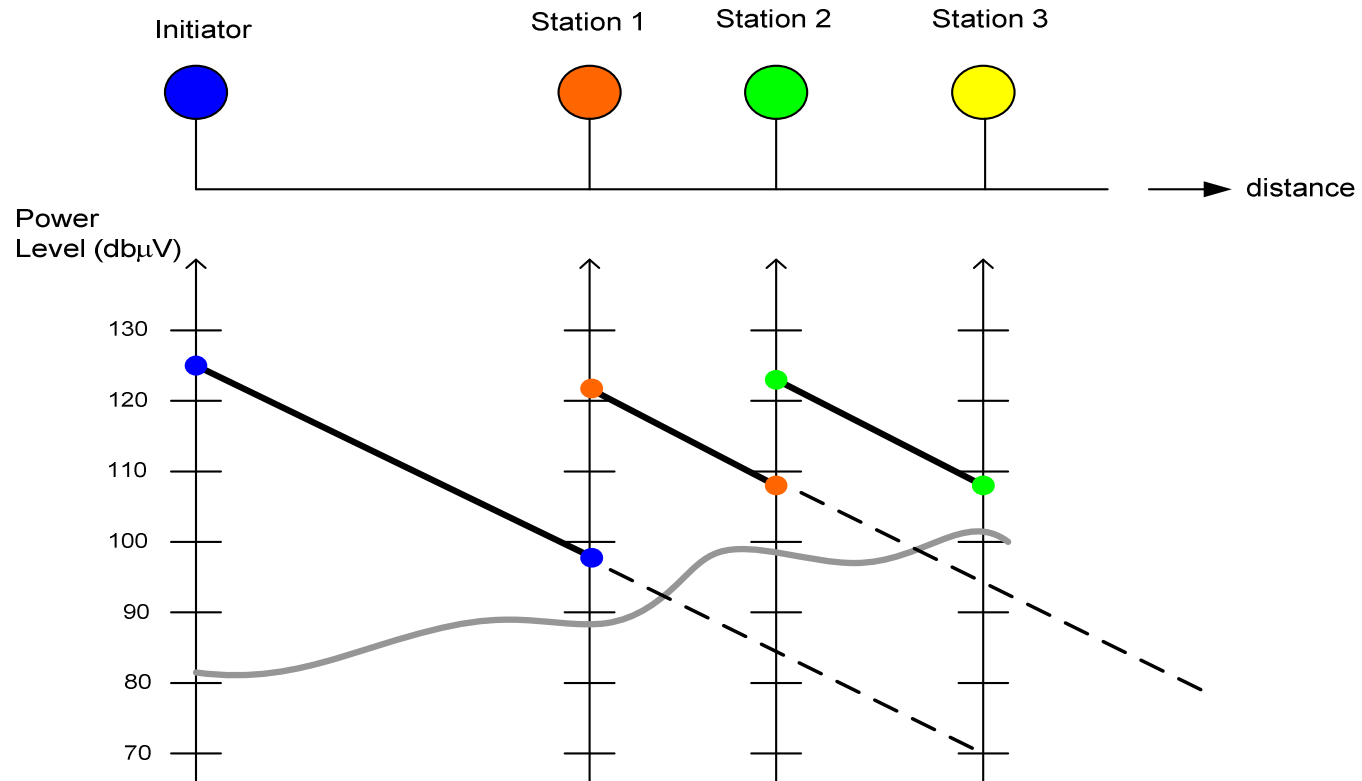 Initiator
Station 1
Station 2
Station 3
distance
Power
Level (dbμV)
130
120
110
100
90
80
70